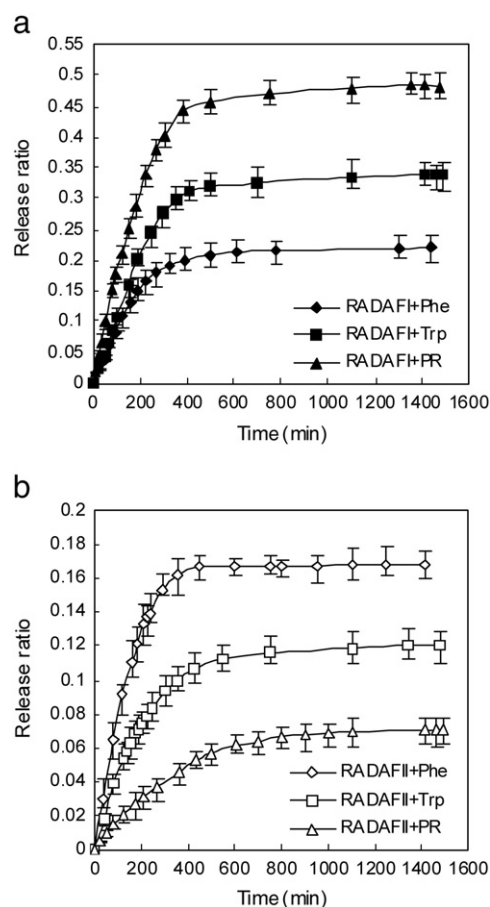 a
0.55
0.5
0.45
0.4
0.35
0.3
0.25
0.2
0.15
0.1
0.05
0
Release ratio
RADAFI+Phe
RADAFI+Trp
RADAFI+PR
0 200 400 600 800 1000 1200 1400 1600
Time (min)
b
0.2
0.18
0.16
0.14
0.12
0.1
0.08
0.06
0.04
0.02
0
Release ratio
RADAFII+Phe
RADAFII+Trp
RADAFII+PR
0 200 400 600 800 1000 1200 1400 1600
Time (min)